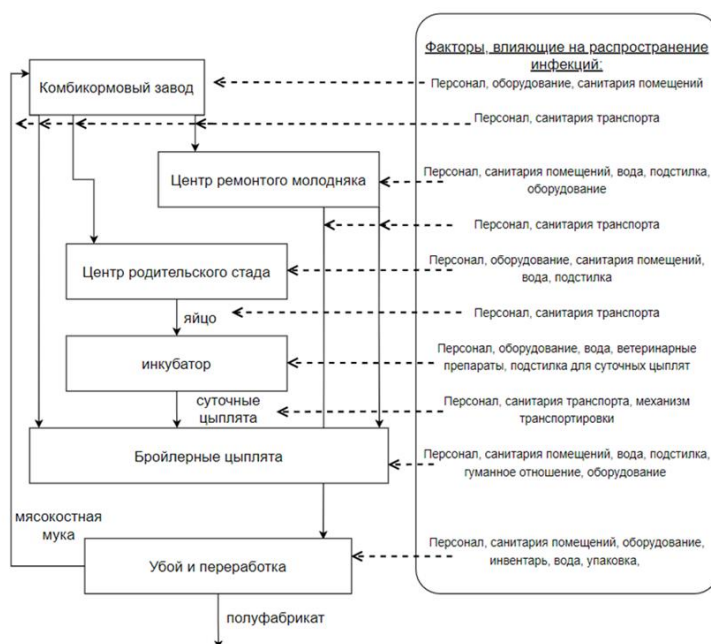 Факторы, влияющие на распространение
инфекций:
Комбикормовый завод
Персонал, оборудование, санитария помещений
Персонал, санитария транспорта
Центр ремонтого молодняка
Персонал, санитария помещений, вода, подстилка,
оборудование
Персонал, санитария транспорта
Центр родительского стада
Персонал, оборудование, санитария помещений,
вода, подстилка
яйцо
Персонал, санитария транспорта
инкубатор
Персонал, оборудование, вода, ветеринарные
препараты, подстилка для суточных цыплят
суточные
цыплята
Персонал, санитария транспорта, механизм
транспортировки
Бройлерные цыплята
Персонал, санитария помещений, вода, подстилка,
гуманное отношение, оборудование
мясокостная
мука
Убой и переработка
Персонал, санитария помещений, оборудование,
инвентарь, вода, упаковка,
полуфабрикат